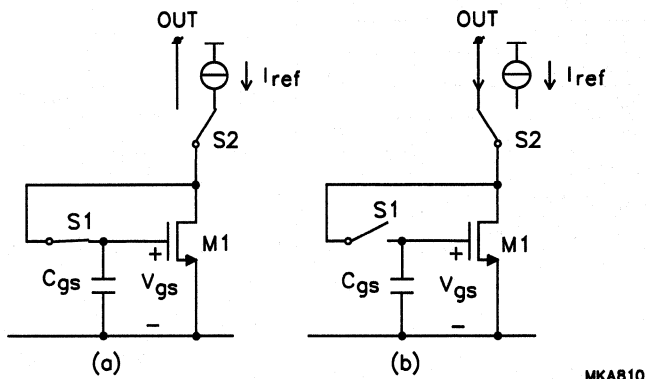 OUT
Iref
S2
S1
M1
+
Cgs
Vgs
−
(a)
OUT
Iref
S2
S1
M1
+
Cgs
Vgs
−
(b)
MKA810